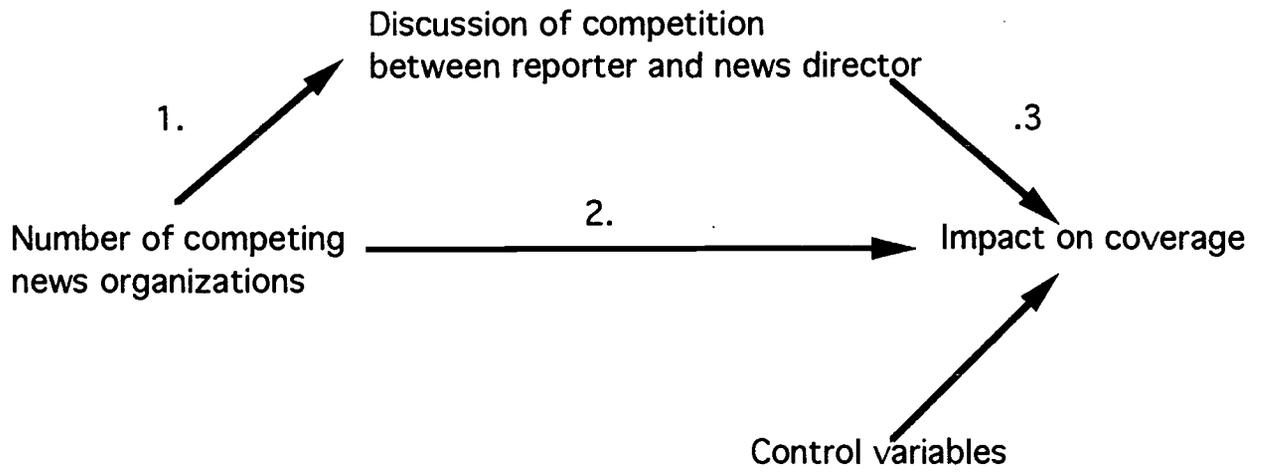 Discussion of competition
between reporter and news director
1.
.3
2.
Number of competing
news organizations
Impact on coverage
Control variables